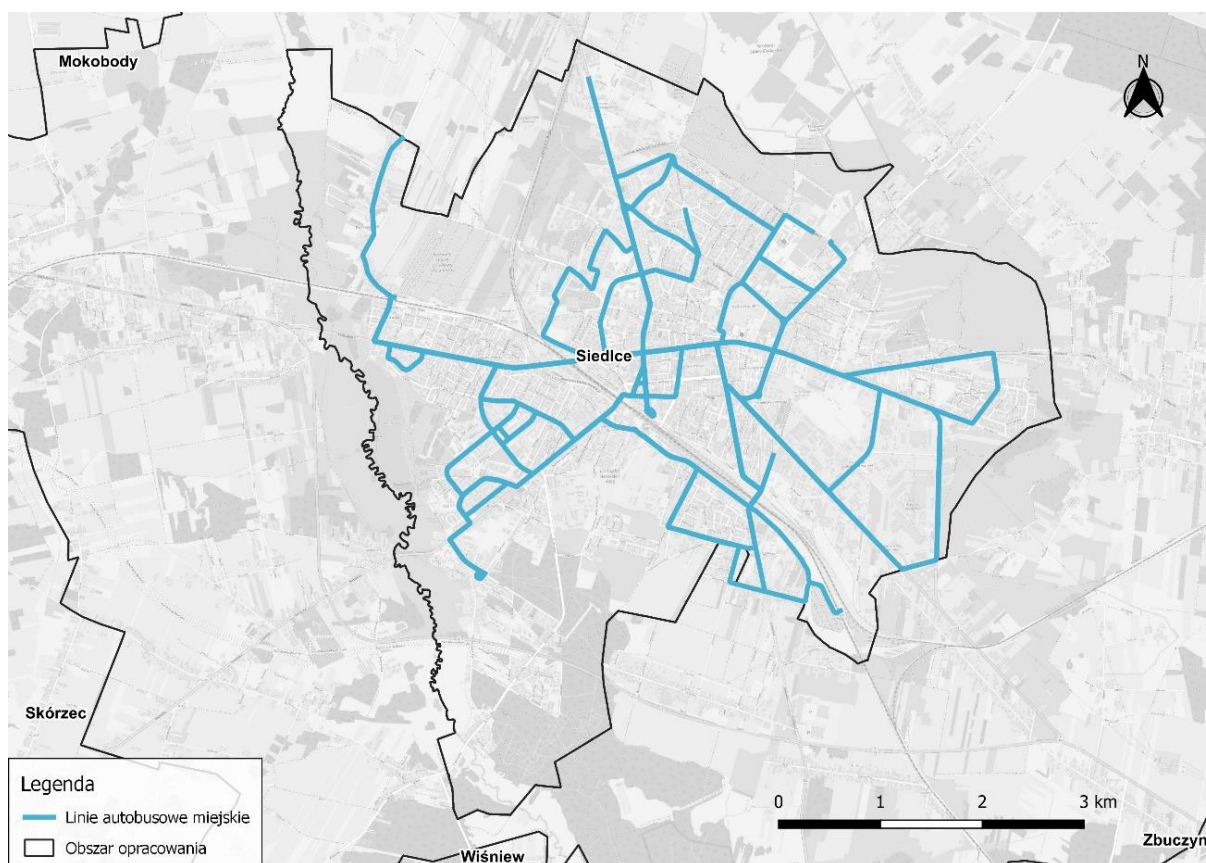 Mokobody
N
Siedlce
Skórzec
Legenda
Linie autobusowe miejskie
Obszar opracowania
0 1 2 3 km
Wiśniew
Zbuczyn